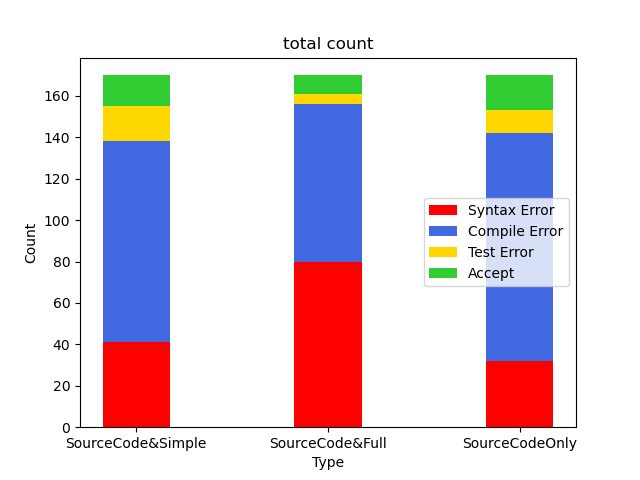 total count
160
140
120
100
80
60
40
20
0
Count
Syntax Error
Compile Error
Test Error
Accept
SourceCode&Simple
SourceCode&Full
SourceCodeOnly
Type